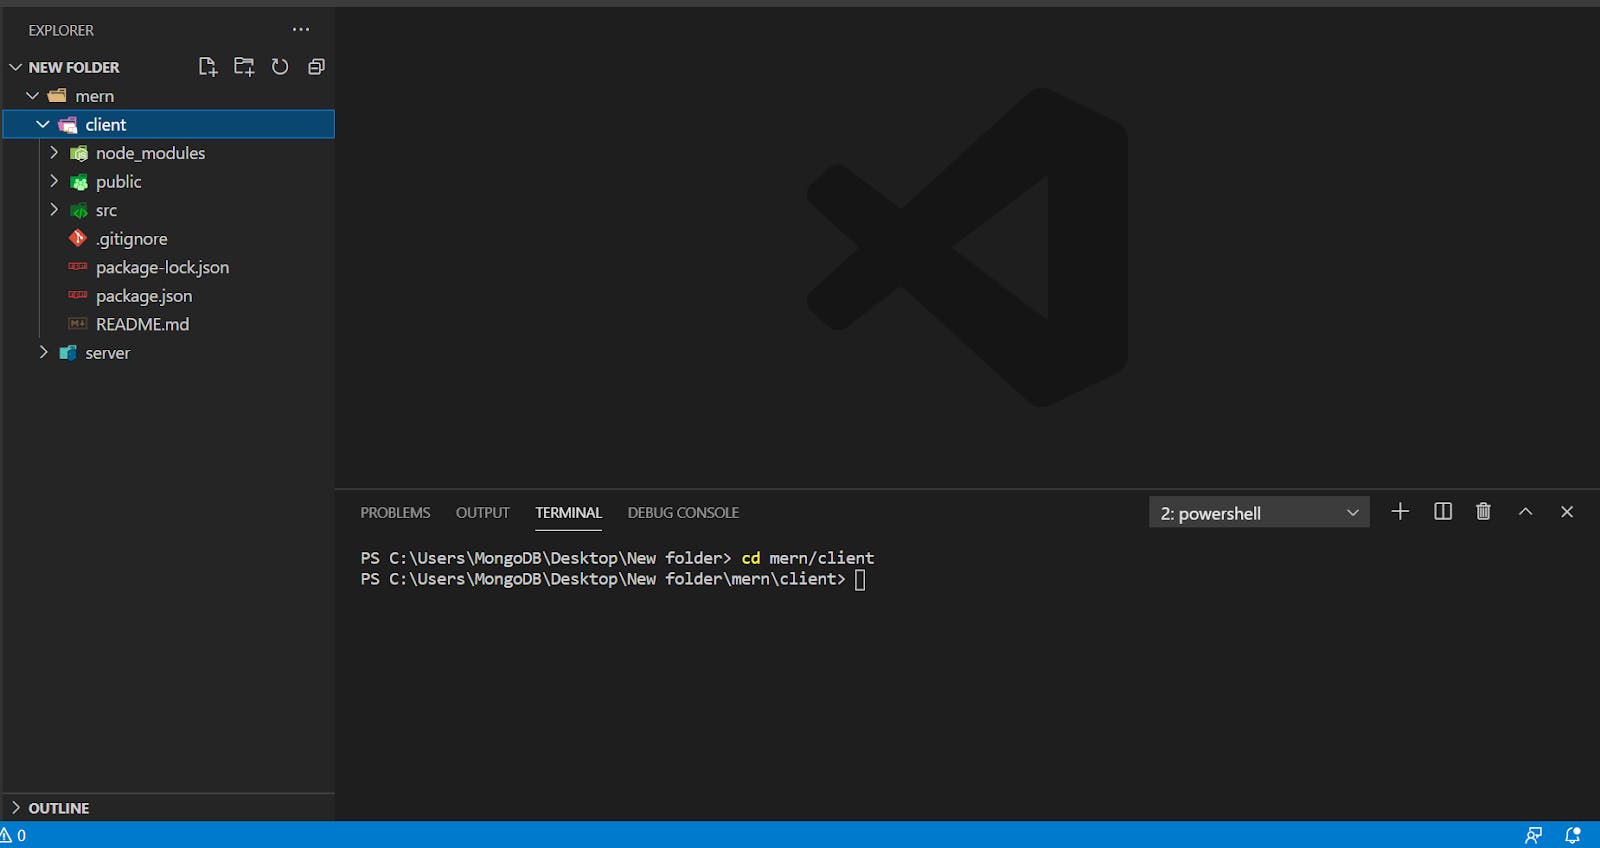 EXPLORER
NEW FOLDER
mern
client
node_modules
public
src
.gitignore
package-lock.json
package.json
README.md
server
OUTLINE
PROBLEMS OUTPUT TERMINAL DEBUG CONSOLE 2: powershell
PS C:\Users\MongoDB\Desktop\New folder> cd mern/client
PS C:\Users\MongoDB\Desktop\New folder\mern\client>
0